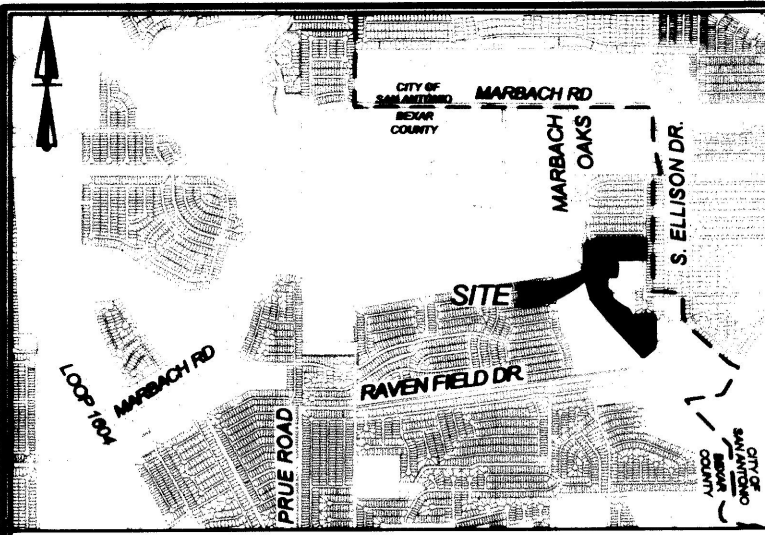 CITY OF
SAN ANTONIO
MARBACH RD
BEXAR
COUNTY
MARBACH
OAKS
S. ELLISON DR.
SITE
MARBACH RD
LOOP 1604
RAVEN FIELD DR.
PRUE ROAD
CITY OF
SAN ANTONIO
BEXAR
COUNTY